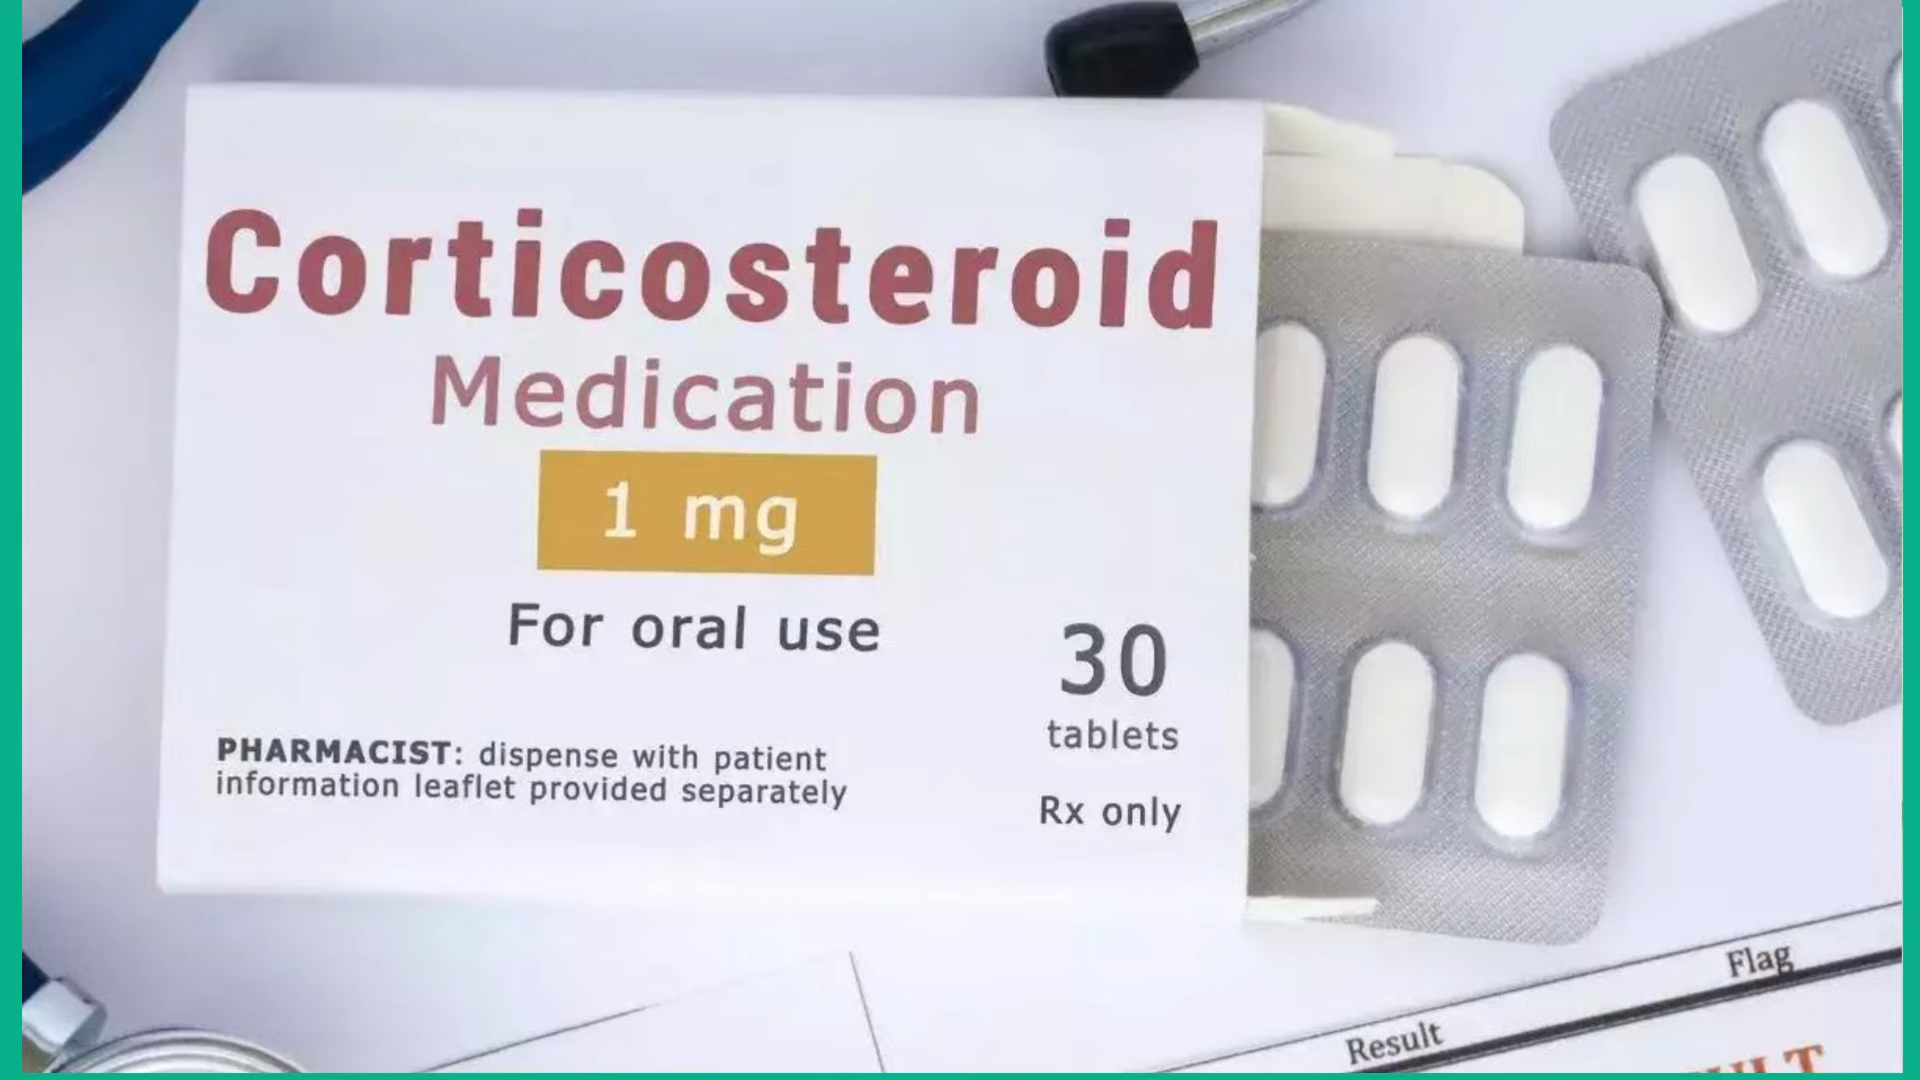 Corticosteroid
Medication
1 mg
For oral use
30
tablets
PHARMACIST: dispense with patient
information leaflet provided separately
Rx only
Flag
Result